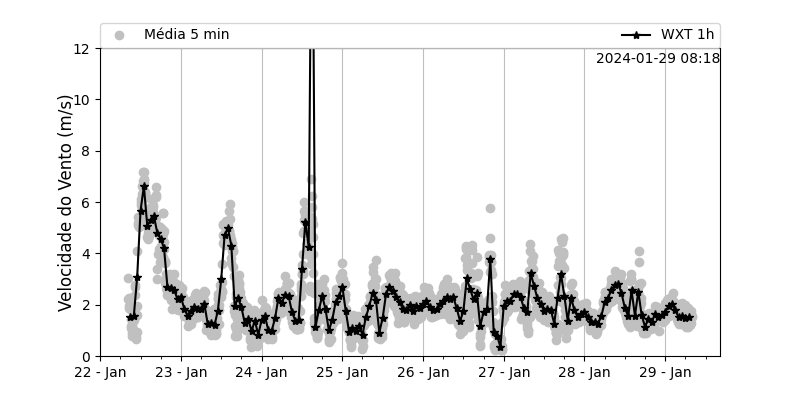 Média 5 min
WXT 1h
2024-01-29 08:18
Velocidade do Vento (m/s)
12
10
8
6
4
2
0
22 - Jan
23 - Jan
24 - Jan
25 - Jan
26 - Jan
27 - Jan
28 - Jan
29 - Jan